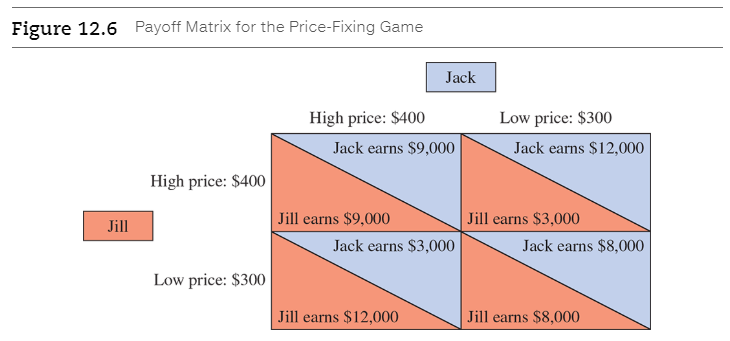 Figure 12.6 Payoff Matrix for the Price-Fixing Game
Jack
High price: $400 Low price: $300
Jack earns $9,000 Jack earns $12,000
High price: $400
Jill earns $9,000 Jill earns $3,000
Jill
Jack earns $3,000 Jack earns $8,000
Low price: $300
Jill earns $12,000 Jill earns $8,000